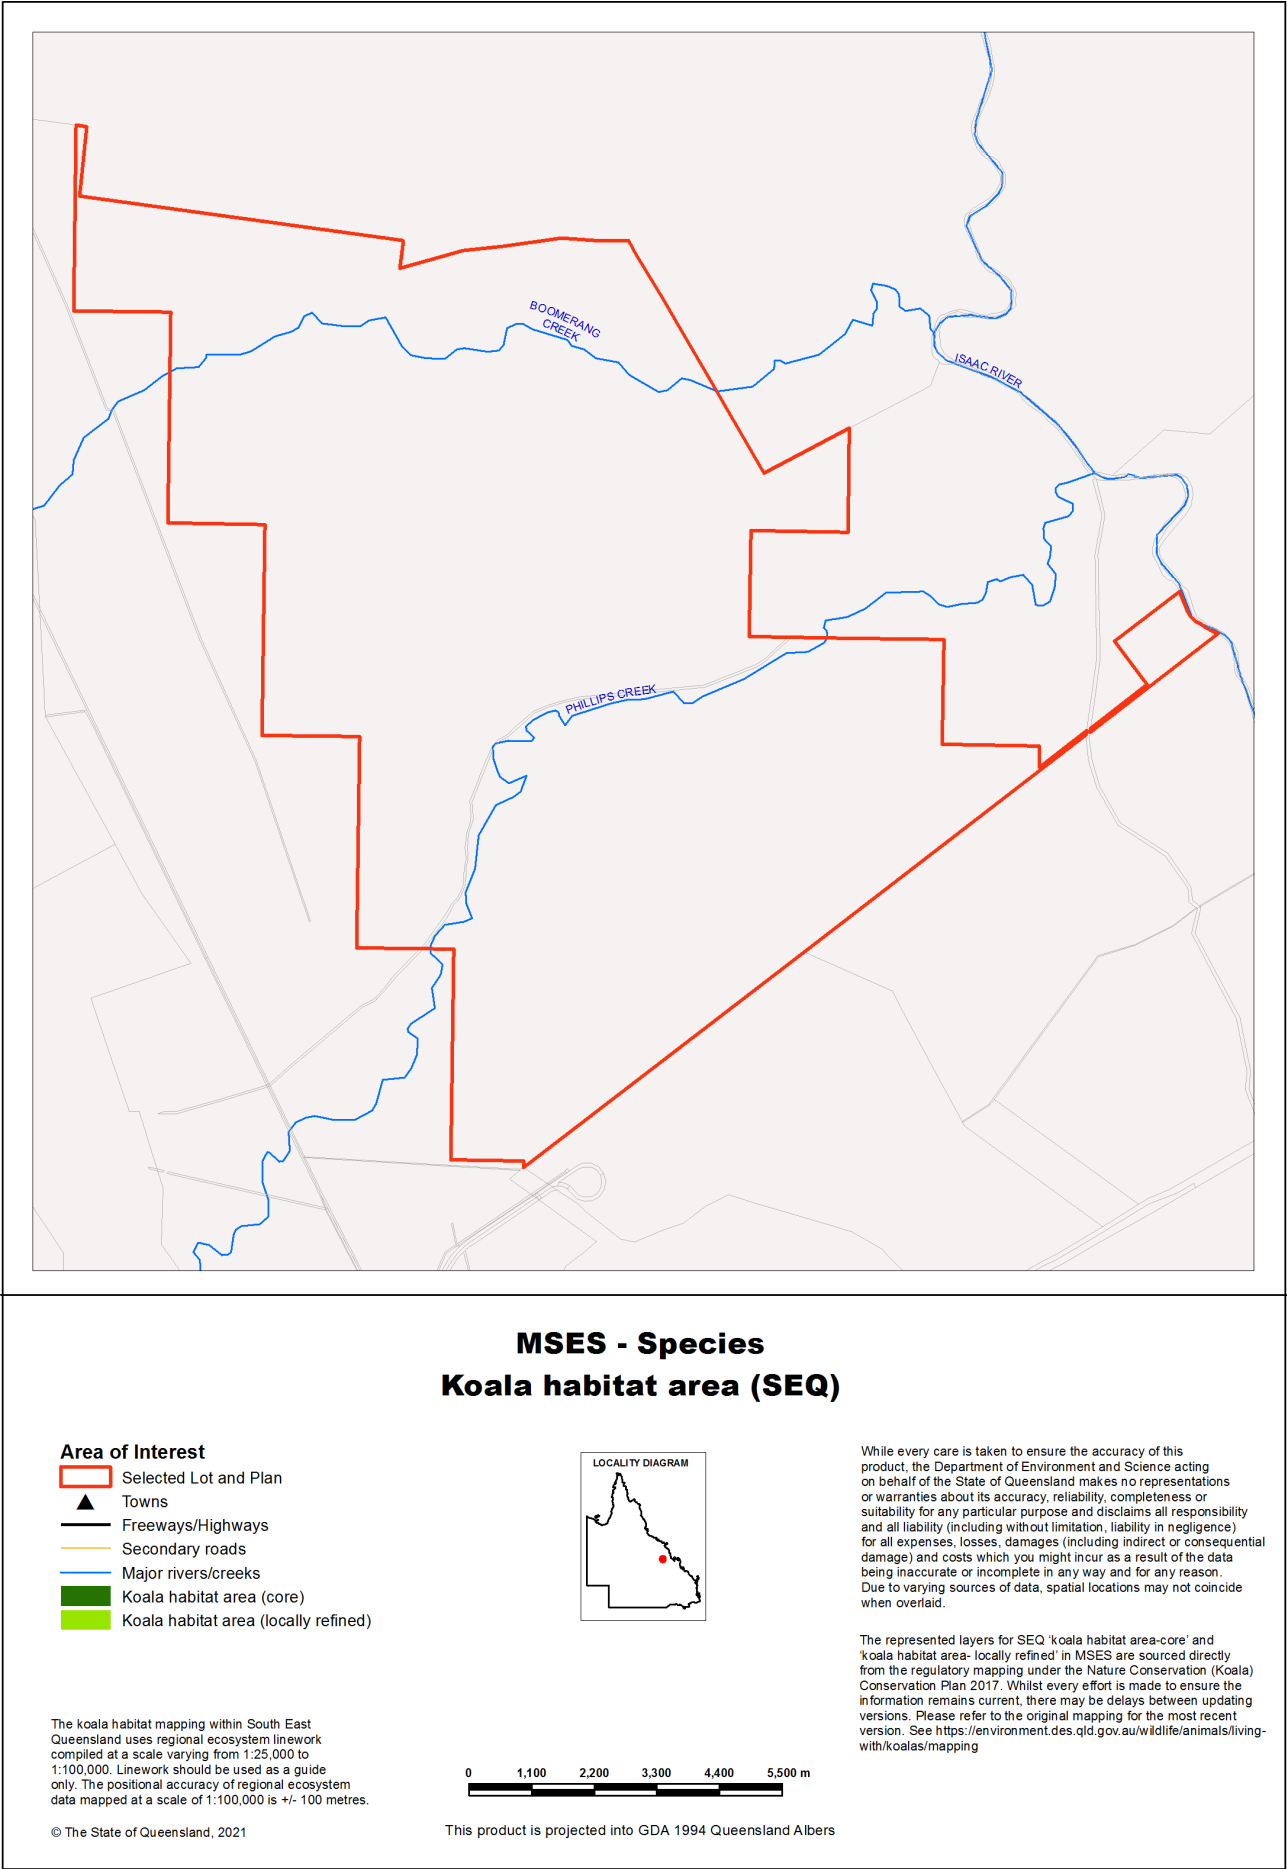 BOOMERANG
CREEK
ISAAC RIVER
PHILLIPS CREEK
MSES - Species
Koala habitat area (SEQ)
Area of Interest
Selected Lot and Plan
Towns
Freeways/Highways
Secondary roads
Major rivers/creeks
Koala habitat area (core)
Koala habitat area (locally refined)
LOCALITY DIAGRAM
While every care is taken to ensure the accuracy of this
product, the Department of Environment and Science acting
on behalf of the State of Queensland makes no representations
or warranties about its accuracy, reliability, completeness or
suitability for any particular purpose and disclaims all responsibility
and all liability (including without limitation, liability in negligence)
for all expenses, losses, damages (including indirect or consequential
damage) and costs which you might incur as a result of the data
being inaccurate or incomplete in any way and for any reason.
Due to varying sources of data, spatial locations may not coincide
when overlaid.
The represented layers for SEQ 'koala habitat area-core' and
'koala habitat area- locally refined' in MSES are sourced directly
from the regulatory mapping under the Nature Conservation (Koala)
Conservation Plan 2017. Whilst every effort is made to ensure the
information remains current, there may be delays between updating
versions. Please refer to the original mapping for the most recent
version. See https://environment.des.qld.gov.au/wildlife/animals/living-
with/koalas/mapping
The koala habitat mapping within South East
Queensland uses regional ecosystem linework
compiled at a scale varying from 1:25,000 to
1:100,000. Linework should be used as a guide
only. The positional accuracy of regional ecosystem
data mapped at a scale of 1:100,000 is +/- 100 metres.
© The State of Queensland, 2021
0 1,100 2,200 3,300 4,400 5,500 m
This product is projected into GDA 1994 Queensland Albers